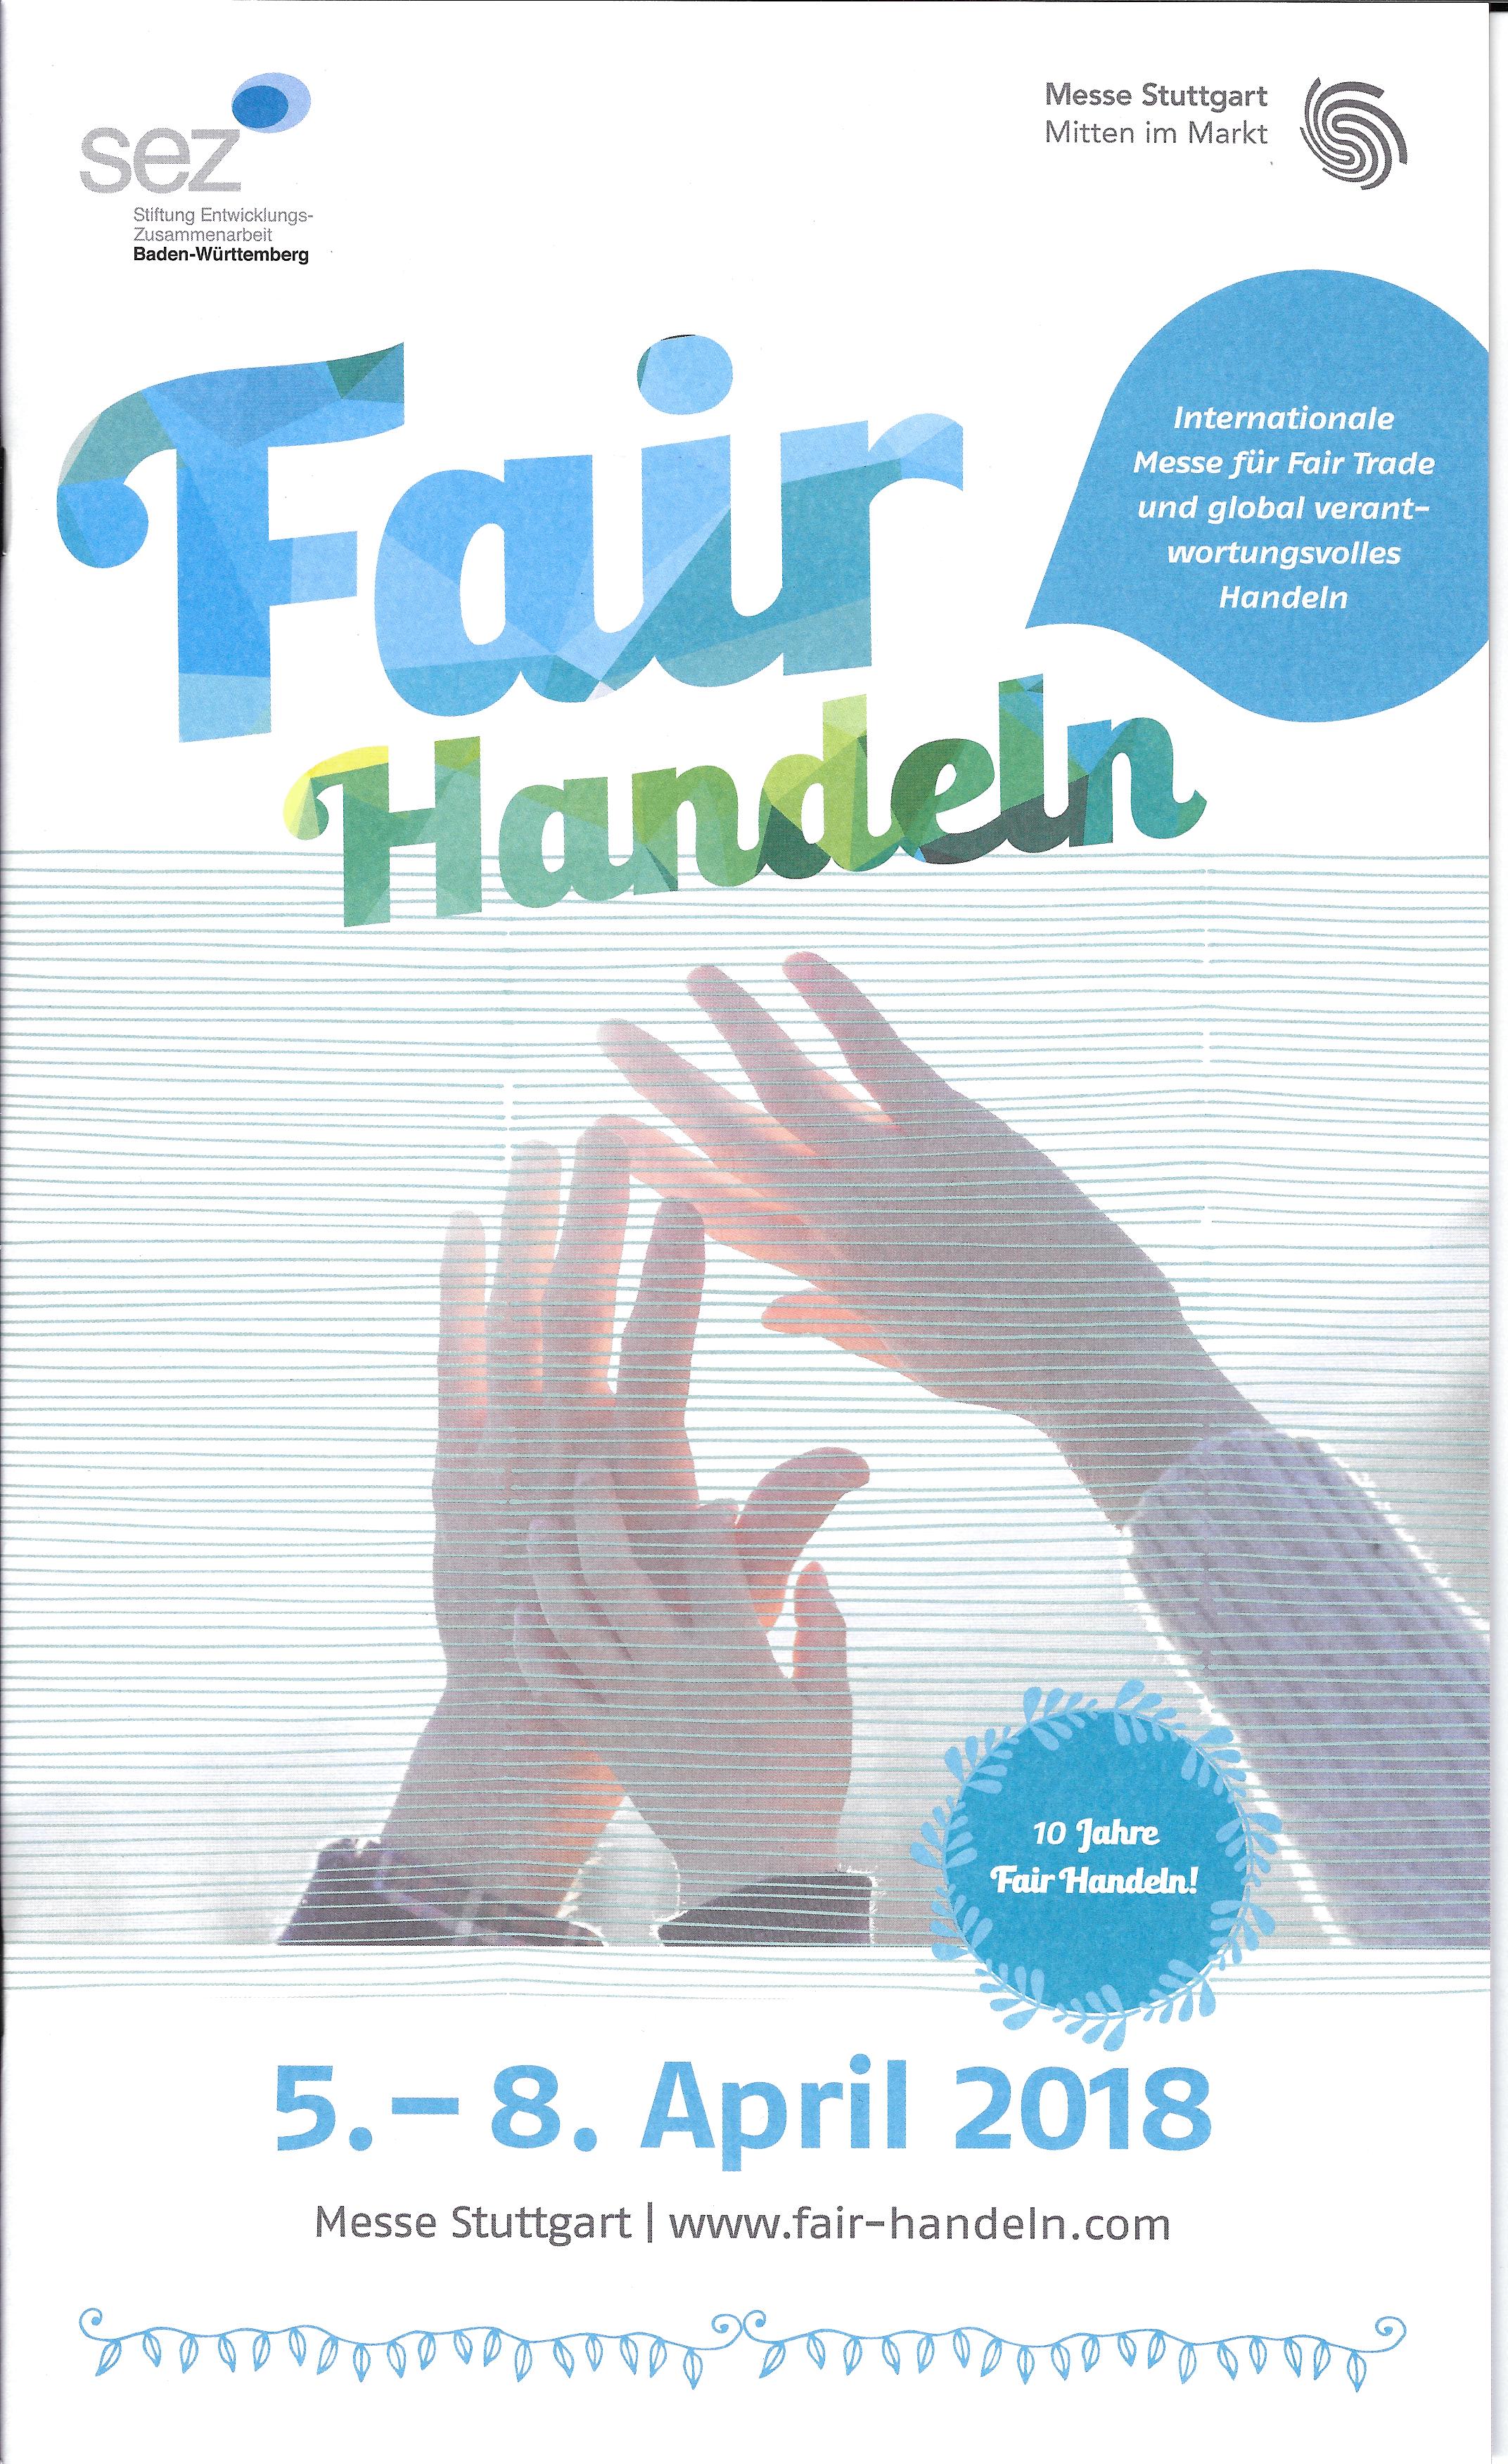 sez
Stiftung Entwicklungs-
Zusammenarbeit
Baden-Württemberg
Messe Stuttgart
Mitten im Markt
Internationale
Messe für Fair Trade
und global verant-
wortungsvolles
Handeln
Fair
Handeln
10 Jahre
Fair Handeln!
5. – 8. April 2018
Messe Stuttgart | www.fair-handeln.com